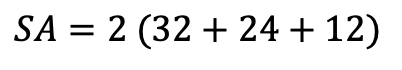 SA = 2 (32 + 24 + 12)